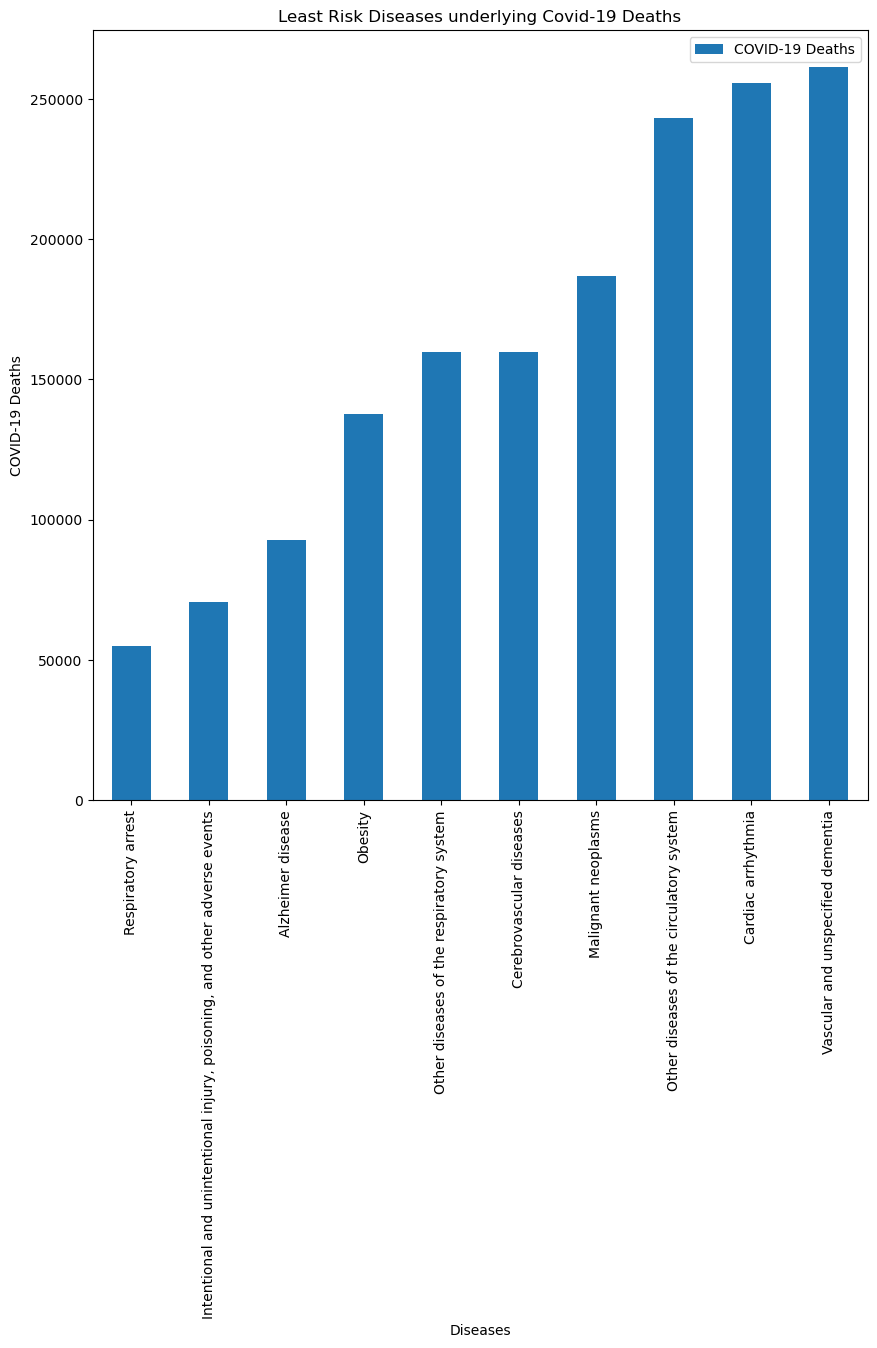 Least Risk Diseases underlying Covid-19 Deaths
COVID-19 Deaths
250000
200000
150000
100000
50000
0
COVID-19 Deaths
Respiratory arrest
Intentional and unintentional injury, poisoning, and other adverse events
Alzheimer disease
Obesity
Other diseases of the respiratory system
Cerebrovascular diseases
Malignant neoplasms
Other diseases of the circulatory system
Cardiac arrhythmia
Vascular and unspecified dementia
Diseases